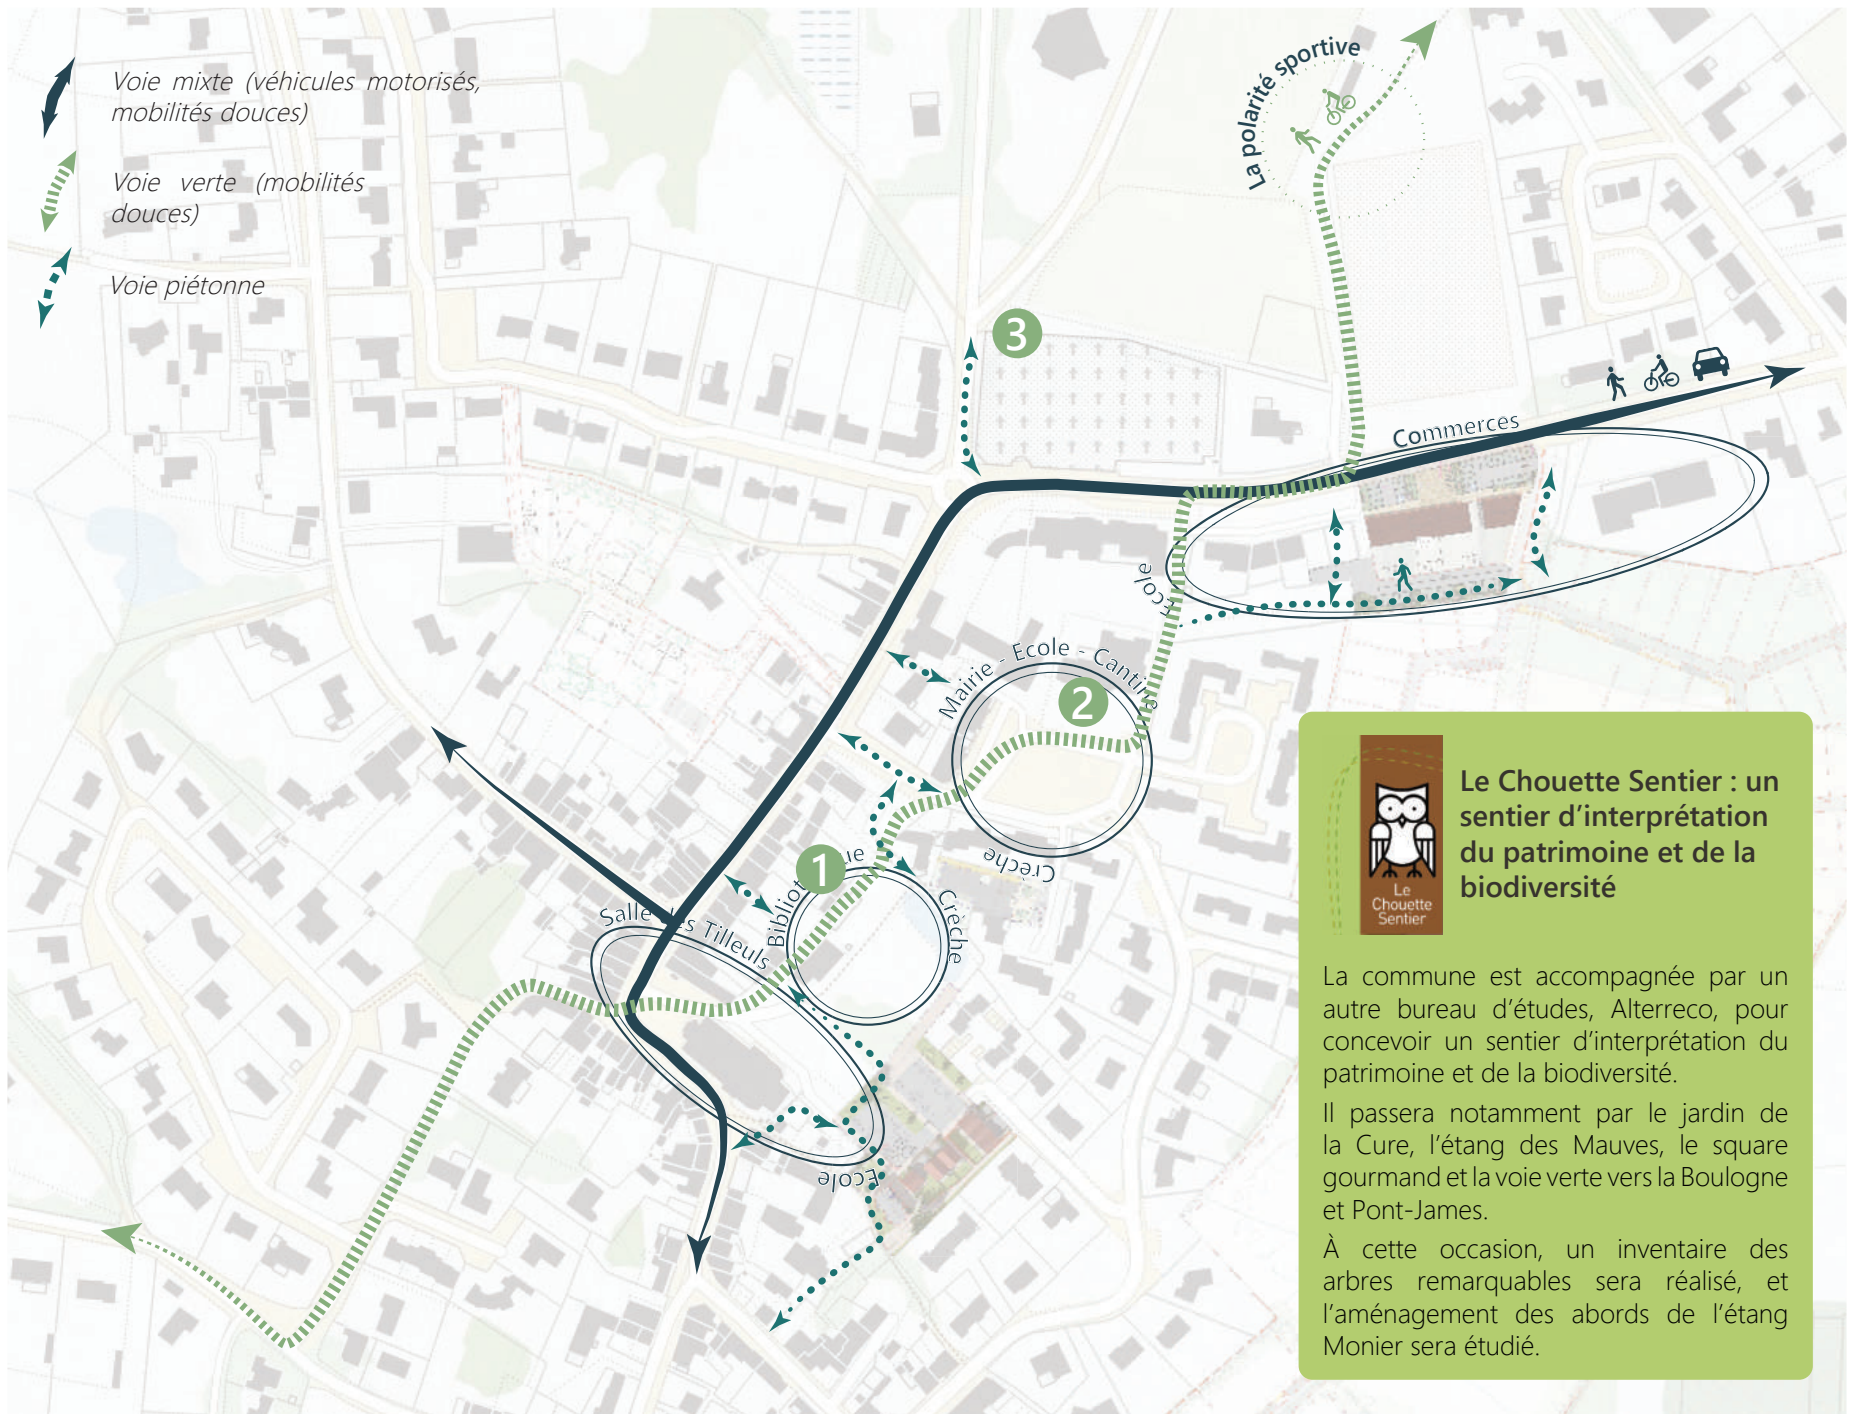 Voie mixte (véhicules motorisés,
mobilités douces)
Voie verte (mobilités
douces)
Voie piétonne
La polarité sportive
3
Commerces
Ecole
Mairie - Ecole - Cantine
2
Crèche
1
Crèche
Salle des Tilleuls
Ecole
Le Chouette Sentier : un
sentier d'interprétation
du patrimoine et de la
biodiversité
Le
Chouette
Sentier
La commune est accompagnée par un
autre bureau d'études, Alterreco, pour
concevoir un sentier d'interprétation du
patrimoine et de la biodiversité.
Il passera notamment par le jardin de
la Cure, l'étang des Mauves, le square
gourmand et la voie verte vers la Boulogne
et Pont-James.
À cette occasion, un inventaire des
arbres remarquables sera réalisé, et
l'aménagement des abords de l'étang
Monier sera étudié.